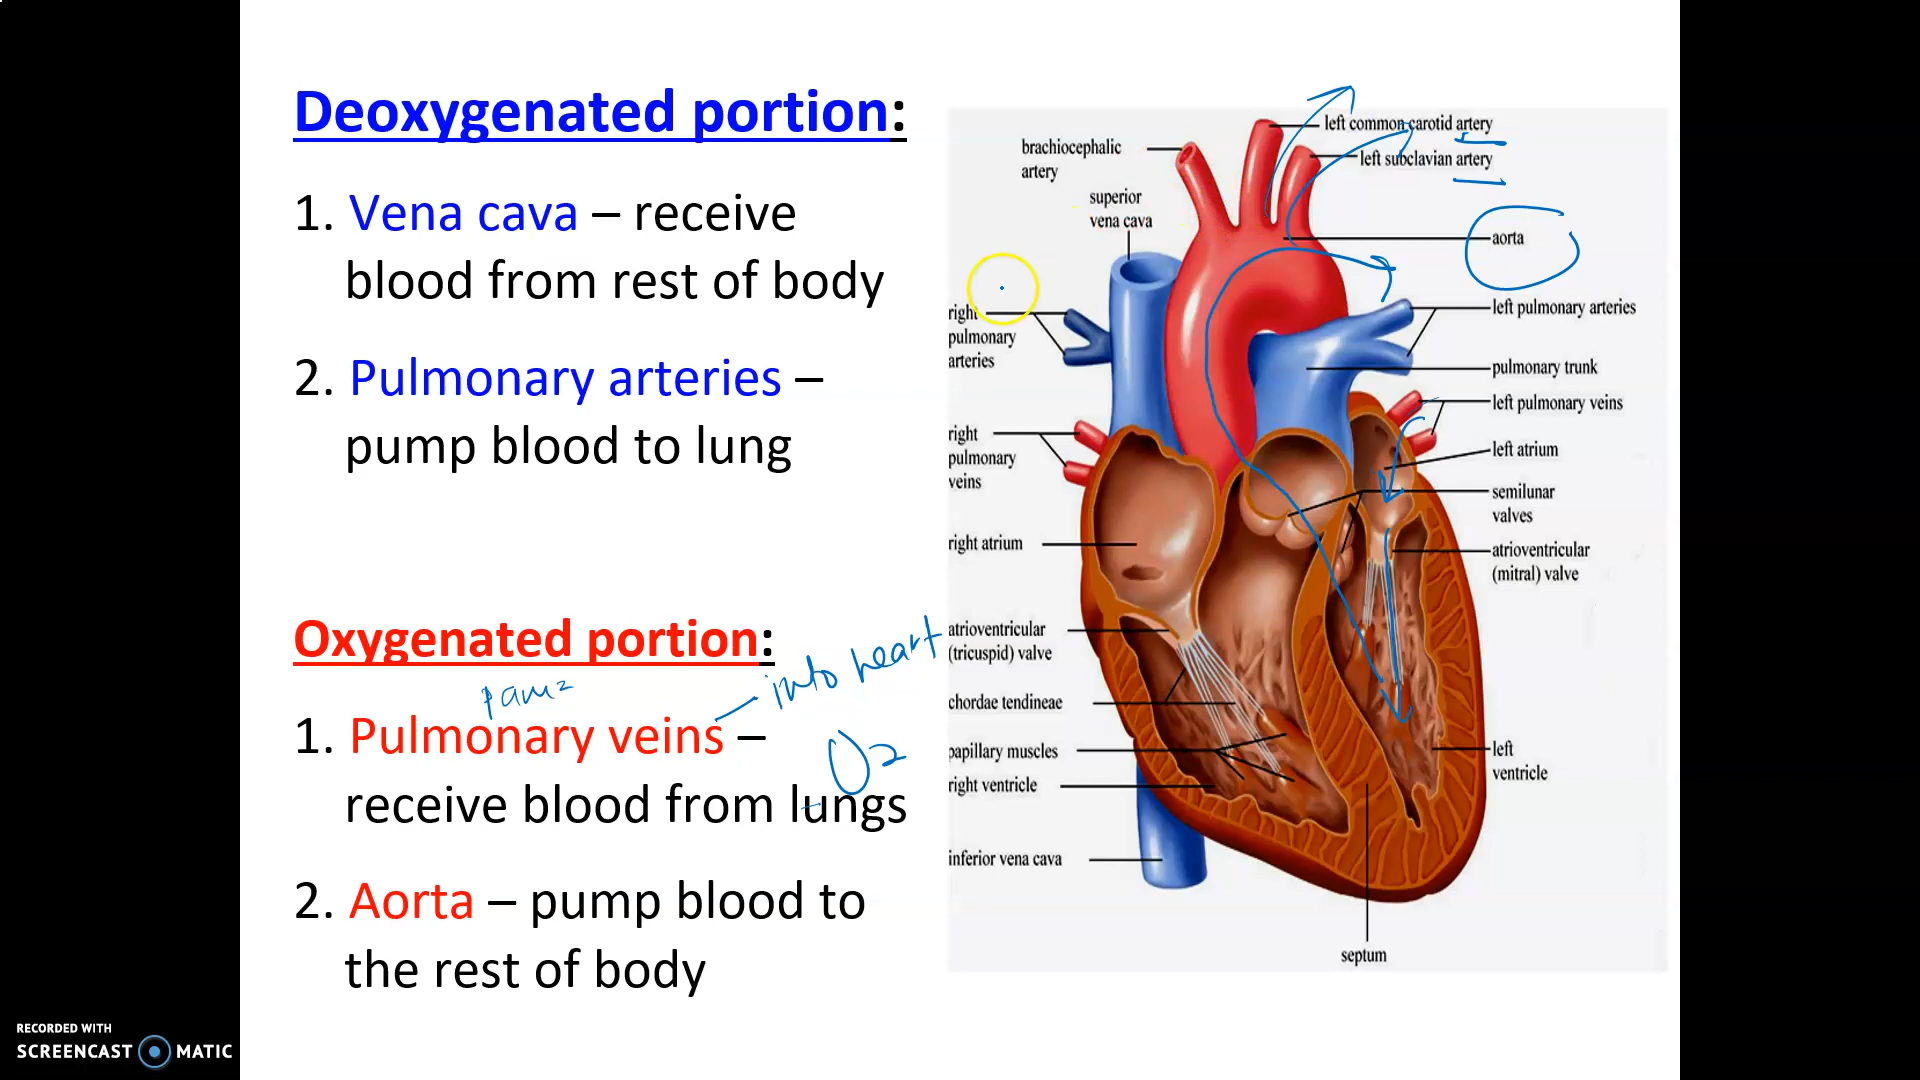 Deoxygenated portion:
1. Vena cava – receive
blood from rest of body
2. Pulmonary arteries –
pump blood to lung
Oxygenated portion:
into heart
1. Pulmonary veins –
O2
receive blood from lungs
2. Aorta – pump blood to
the rest of body
left common carotid artery
brachiocephalic
artery
left subclavian artery
superior
vena cava
aorta
right
pulmonary
arteries
left pulmonary arteries
pulmonary trunk
left pulmonary veins
right
pulmonary
veins
left atrium
semilunar
valves
right atrium
atrioventricular
(mitral) valve
atrioventricular
(tricuspid) valve
chordae tendineae
papillary muscles
right ventricle
left
ventricle
inferior vena cava
septum
RECORDED WITH
SCREENCAST MATIC